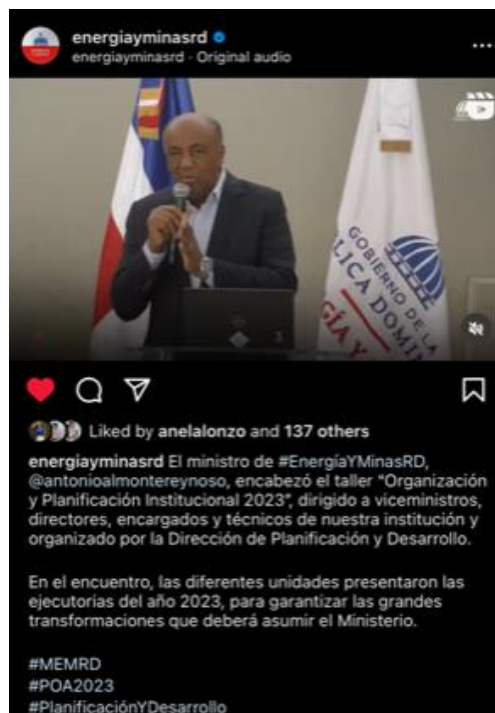 energiayminasrd
energiayminasrd · Original audio
GOBIERNO DE LA
Liked by anelalonzo and 137 others
energiayminasrd El ministro de #EnergíaYMinasRD,
@antonioalmontereynoso, encabezó el taller “Organización
y Planificación Institucional 2023”, dirigido a viceministros,
directores, encargados y técnicos de nuestra institución y
organizado por la Dirección de Planificación y Desarrollo.
En el encuentro, las diferentes unidades presentaron las
ejecutorias del año 2023, para garantizar las grandes
transformaciones que deberá asumir el Ministerio.
#MEMRD
#POA2023
#PlanificaciónYDesarrollo